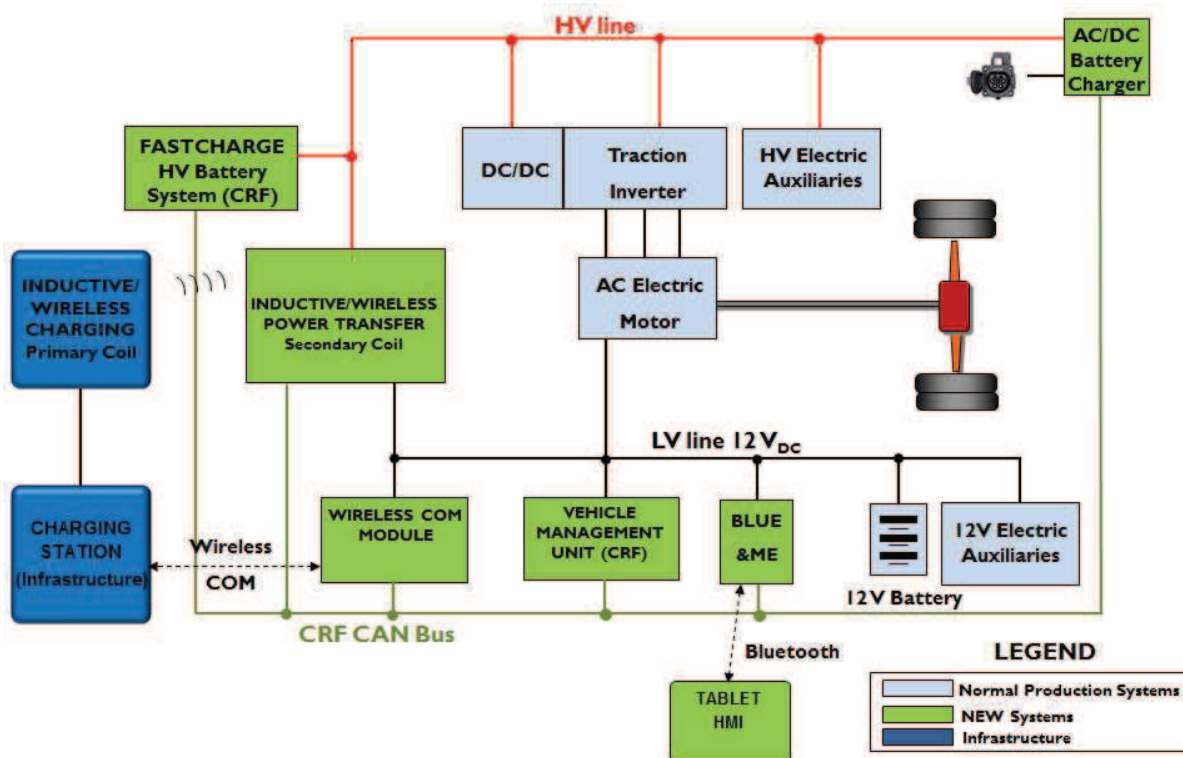 HV line
AC/DC
Battery
Charger
FASTCHARGE
HV Battery
System (CRF)
DC/DC
Traction
Inverter
HV Electric
Auxiliaries
INDUCTIVE/
WIRELESS
CHARGING
Primary Coil
INDUCTIVE/WIRELESS
POWER TRANSFER
Secondary Coil
AC Electric
Motor
LV line 12 VDC
CHARGING
STATION
(Infrastructure)
Wireless
COM
WIRELESS COM
MODULE
VEHICLE
MANAGEMENT
UNIT (CRF)
BLUE
&ME
12V Electric
Auxiliaries
12V Battery
CRF CAN Bus
Bluetooth
TABLET
HMI
LEGEND
Normal Production Systems
NEW Systems
Infrastructure